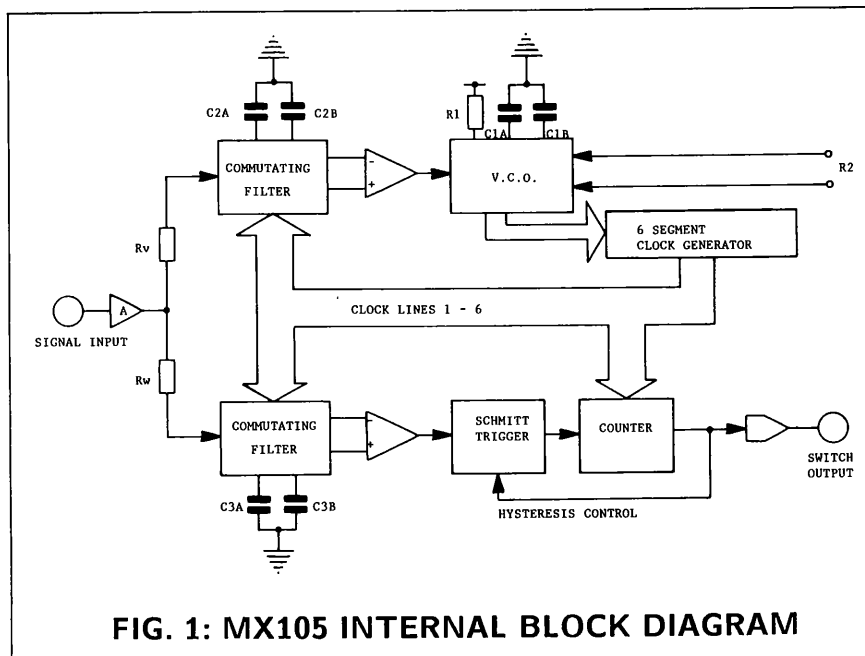 C2A
C2B
R1
C1A
C1B
COMMUTATING
FILTER
-
+
V.C.O.
R2
6 SEGMENT
CLOCK GENERATOR
Rv
A
SIGNAL INPUT
CLOCK LINES 1 - 6
Rw
COMMUTATING
FILTER
-
+
SCHMITT
TRIGGER
COUNTER
SWITCH
OUTPUT
C3A
C3B
HYSTERESIS CONTROL
FIG. 1: MX105 INTERNAL BLOCK DIAGRAM